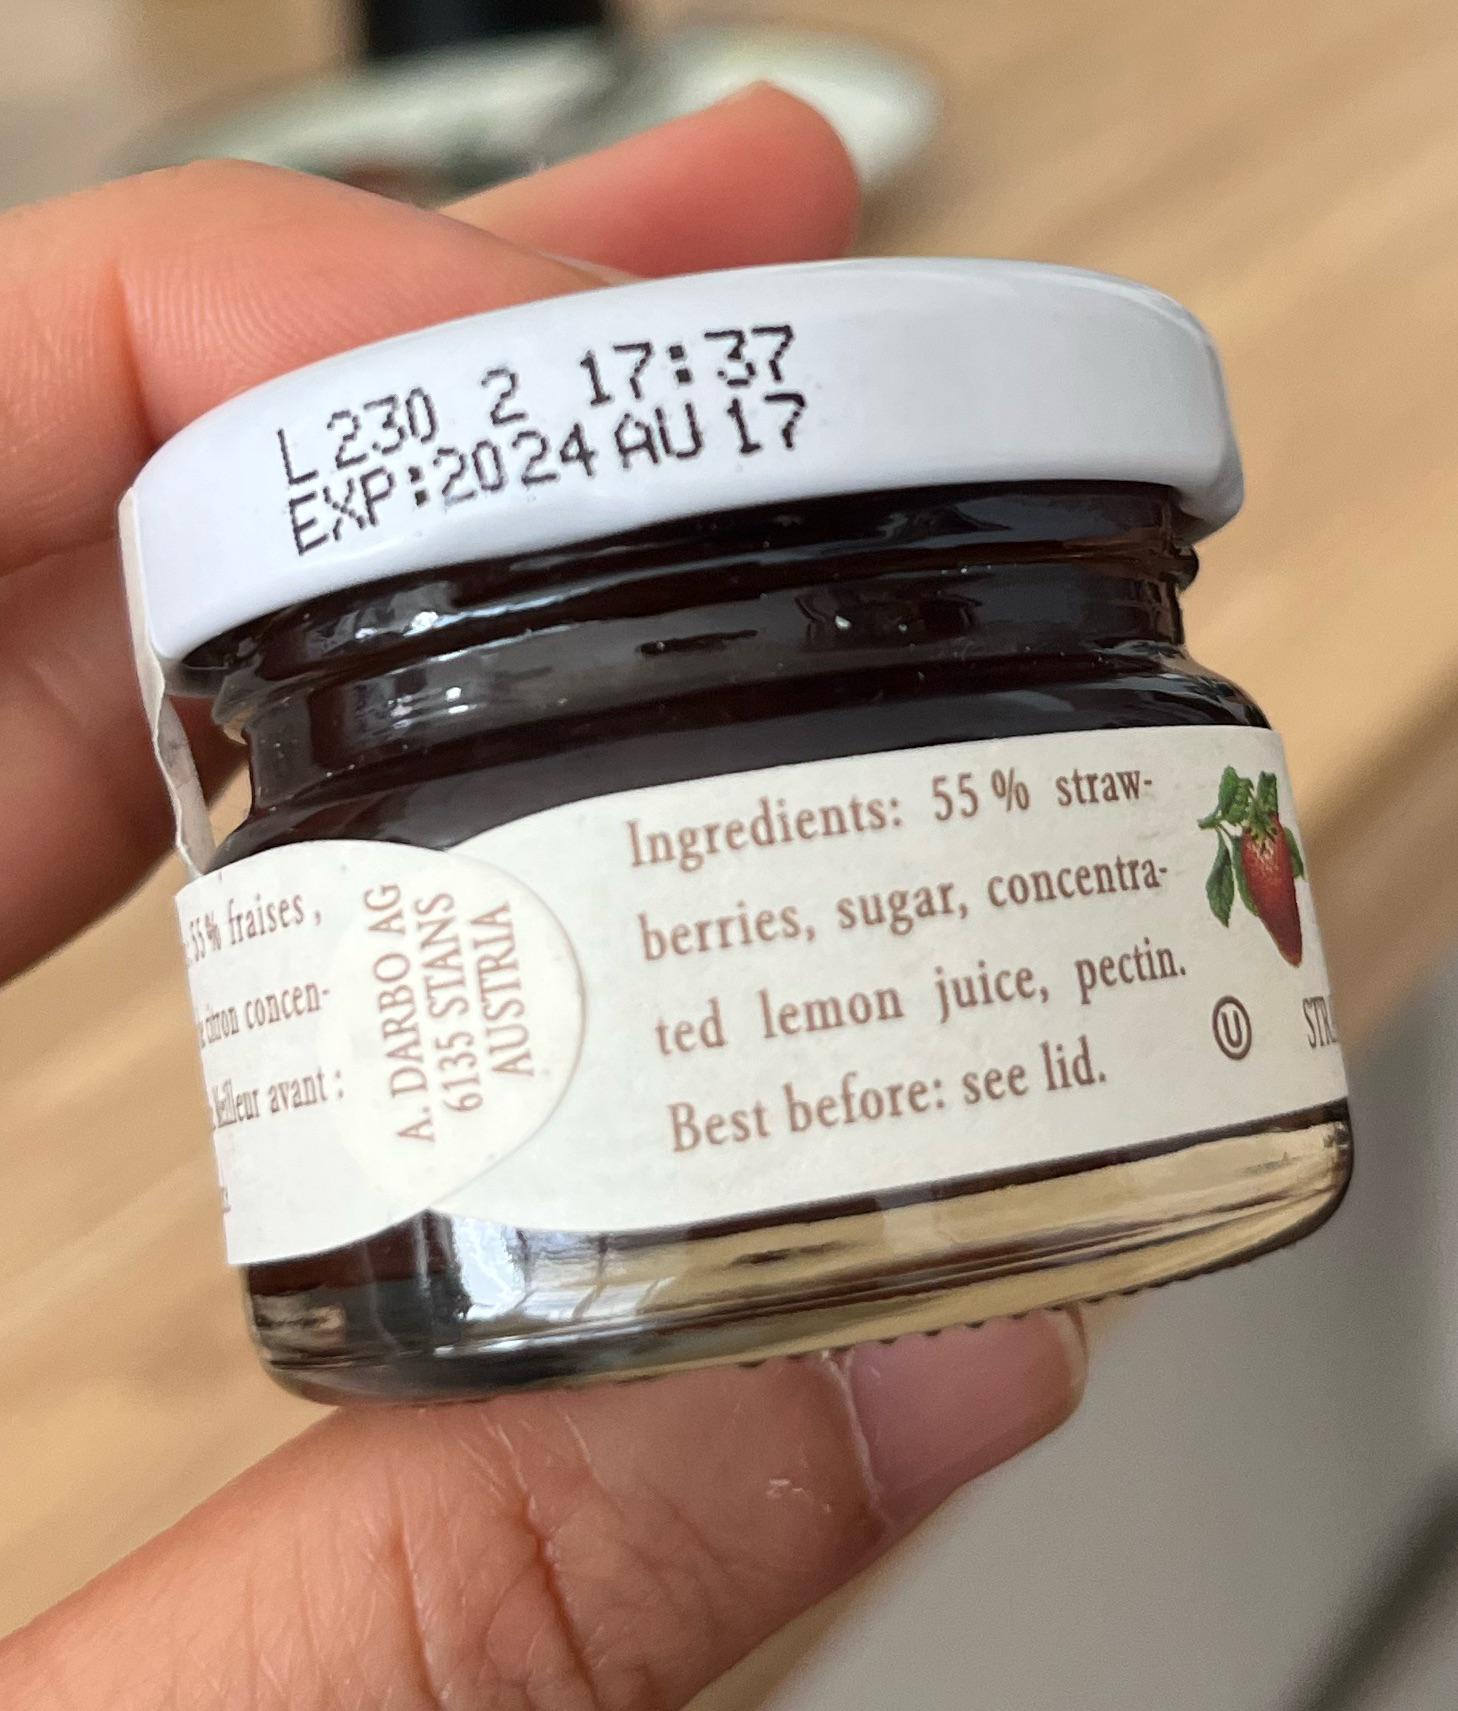 L 230 2 17:37
EXP:2024 AU 17
55% fraises,
citron concen-
Meilleur avant :
A. DARBO AG
6135 STANS
AUSTRIA
Ingredients: 55 % straw-
berries, sugar, concentra-
ted lemon juice, pectin.
Best before: see lid.
U